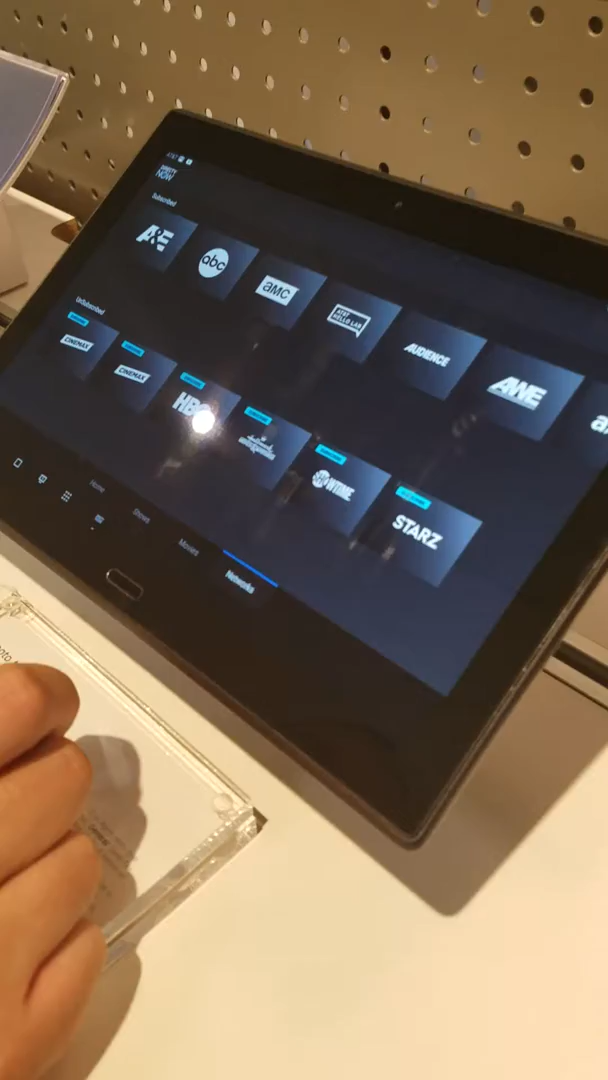 AT&T
DIRECTV
NOW
Subscribed
A&E
abc
aMC
AT&T
HELLO LAB
AUDIENCE
AWE
Unsubscribed
CINEMAX
CINEMAX
HBO
SHOWTIME
STARZ
Home
Shows
Movies
Networks